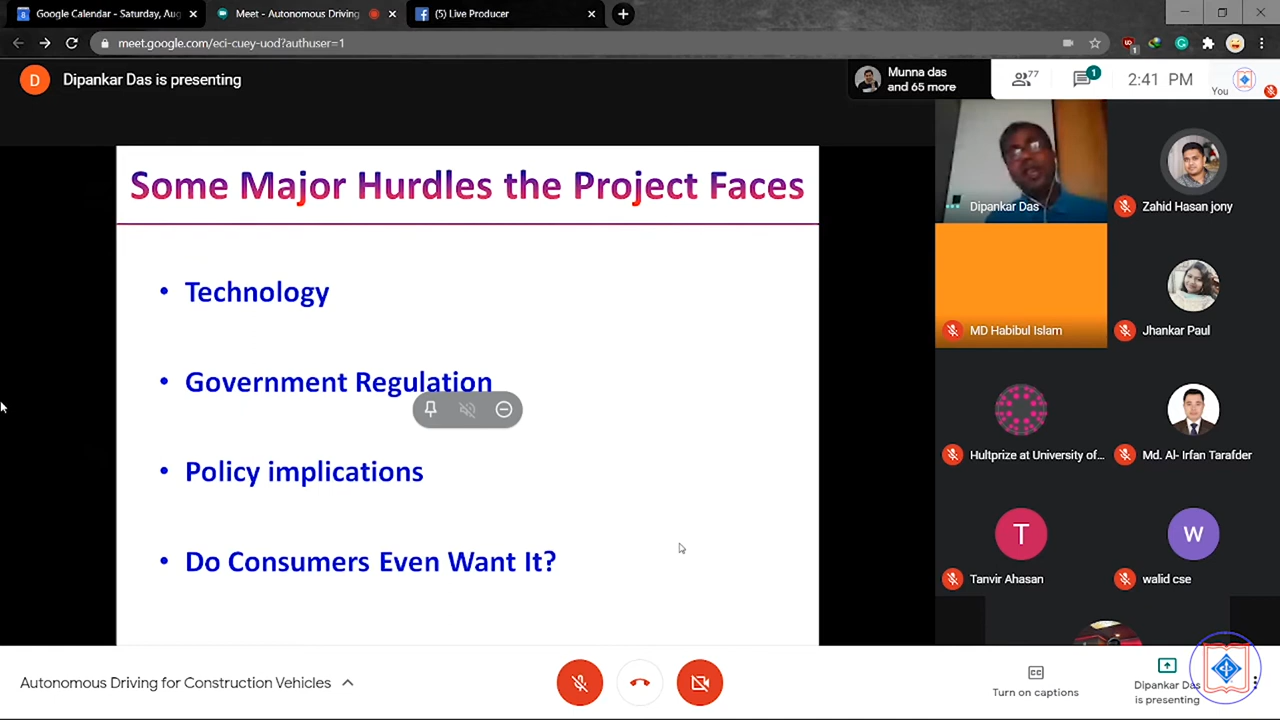 Google Calendar - Saturday, Aug
Meet - Autonomous Driving
(5) Live Producer
meet.google.com/eci-cuey-uod?authuser=1
1
D
Dipankar Das is presenting
Munna das
and 65 more
77
1
2:41 PM
You
Some Major Hurdles the Project Faces
• Technology
• Government Regulation
• Policy implications
• Do Consumers Even Want It?
Dipankar Das
Zahid Hasan jony
MD Habibul Islam
Jhankar Paul
Hultprize at University of...
Md. Al- Irfan Tarafder
T
Tanvir Ahasan
W
walid cse
Autonomous Driving for Construction Vehicles
Turn on captions
Dipankar Das
is presenting